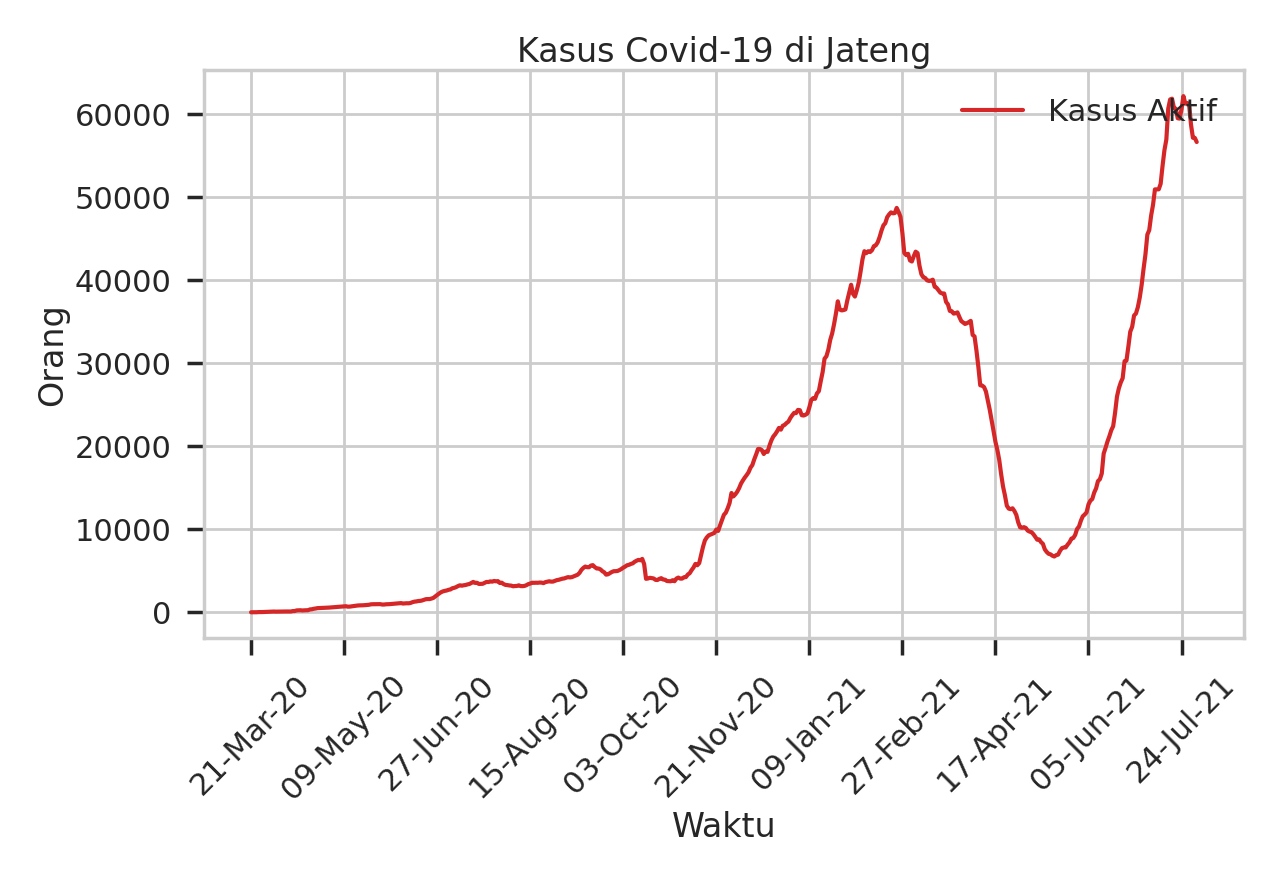 Kasus Covid-19 di Jateng
Kasus Aktif
60000
50000
40000
30000
20000
10000
0
Orang
21-Mar-20
09-May-20
27-Jun-20
15-Aug-20
03-Oct-20
21-Nov-20
09-Jan-21
27-Feb-21
17-Apr-21
05-Jun-21
24-Jul-21
Waktu